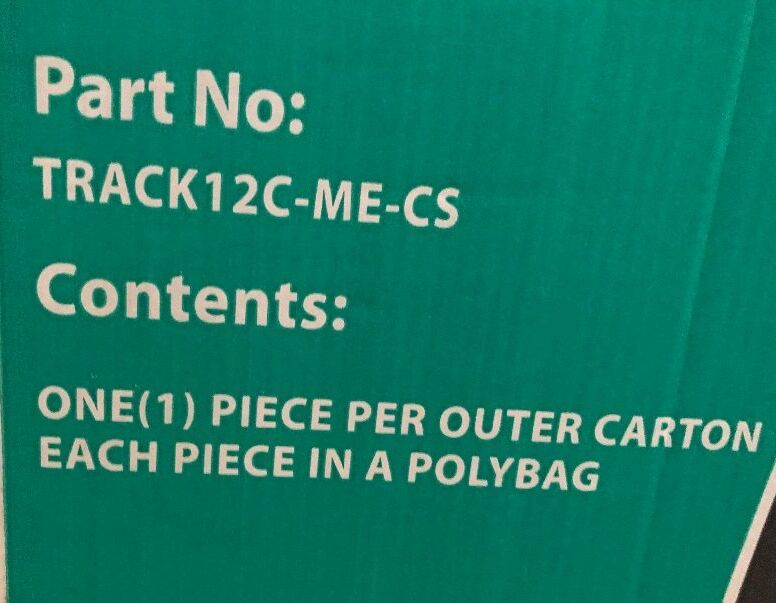 Part No:
TRACK12C-ME-CS
Contents:
ONE(1) PIECE PER OUTER CARTON
EACH PIECE IN A POLYBAG